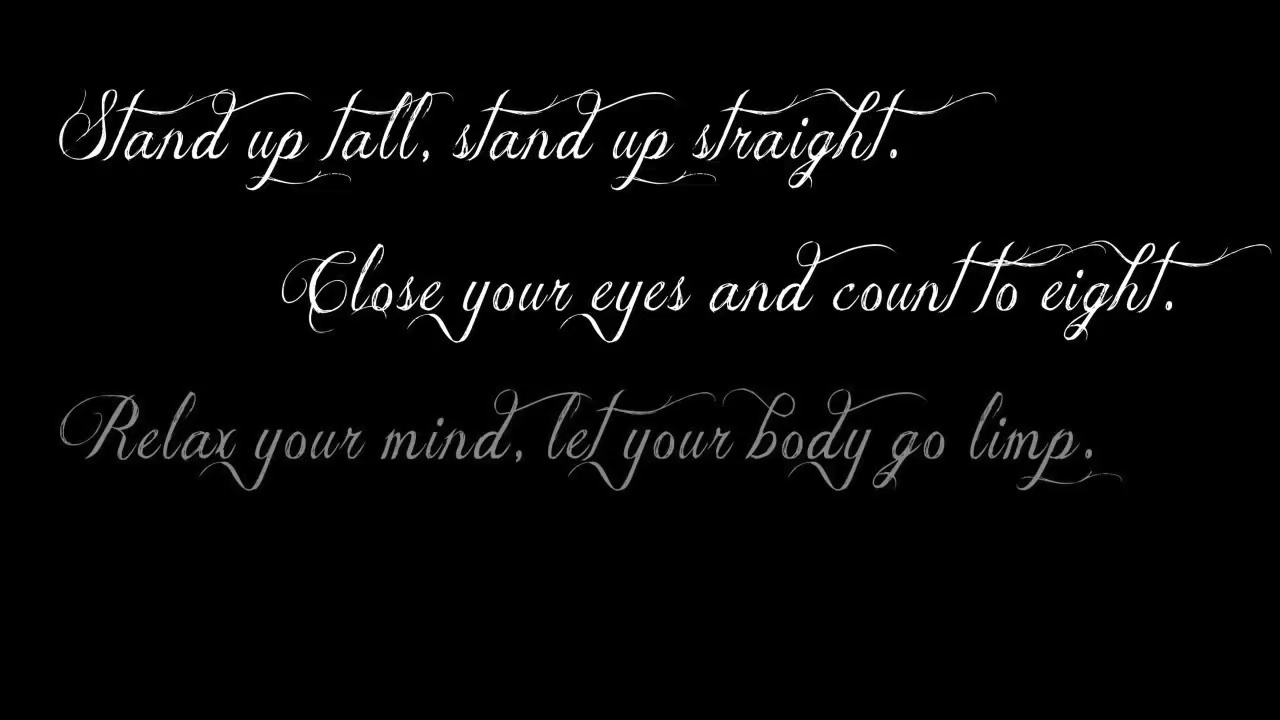 Stand up tall, stand up straight.
Close your eyes and count to eight.
Relax your mind, let your body go limp.